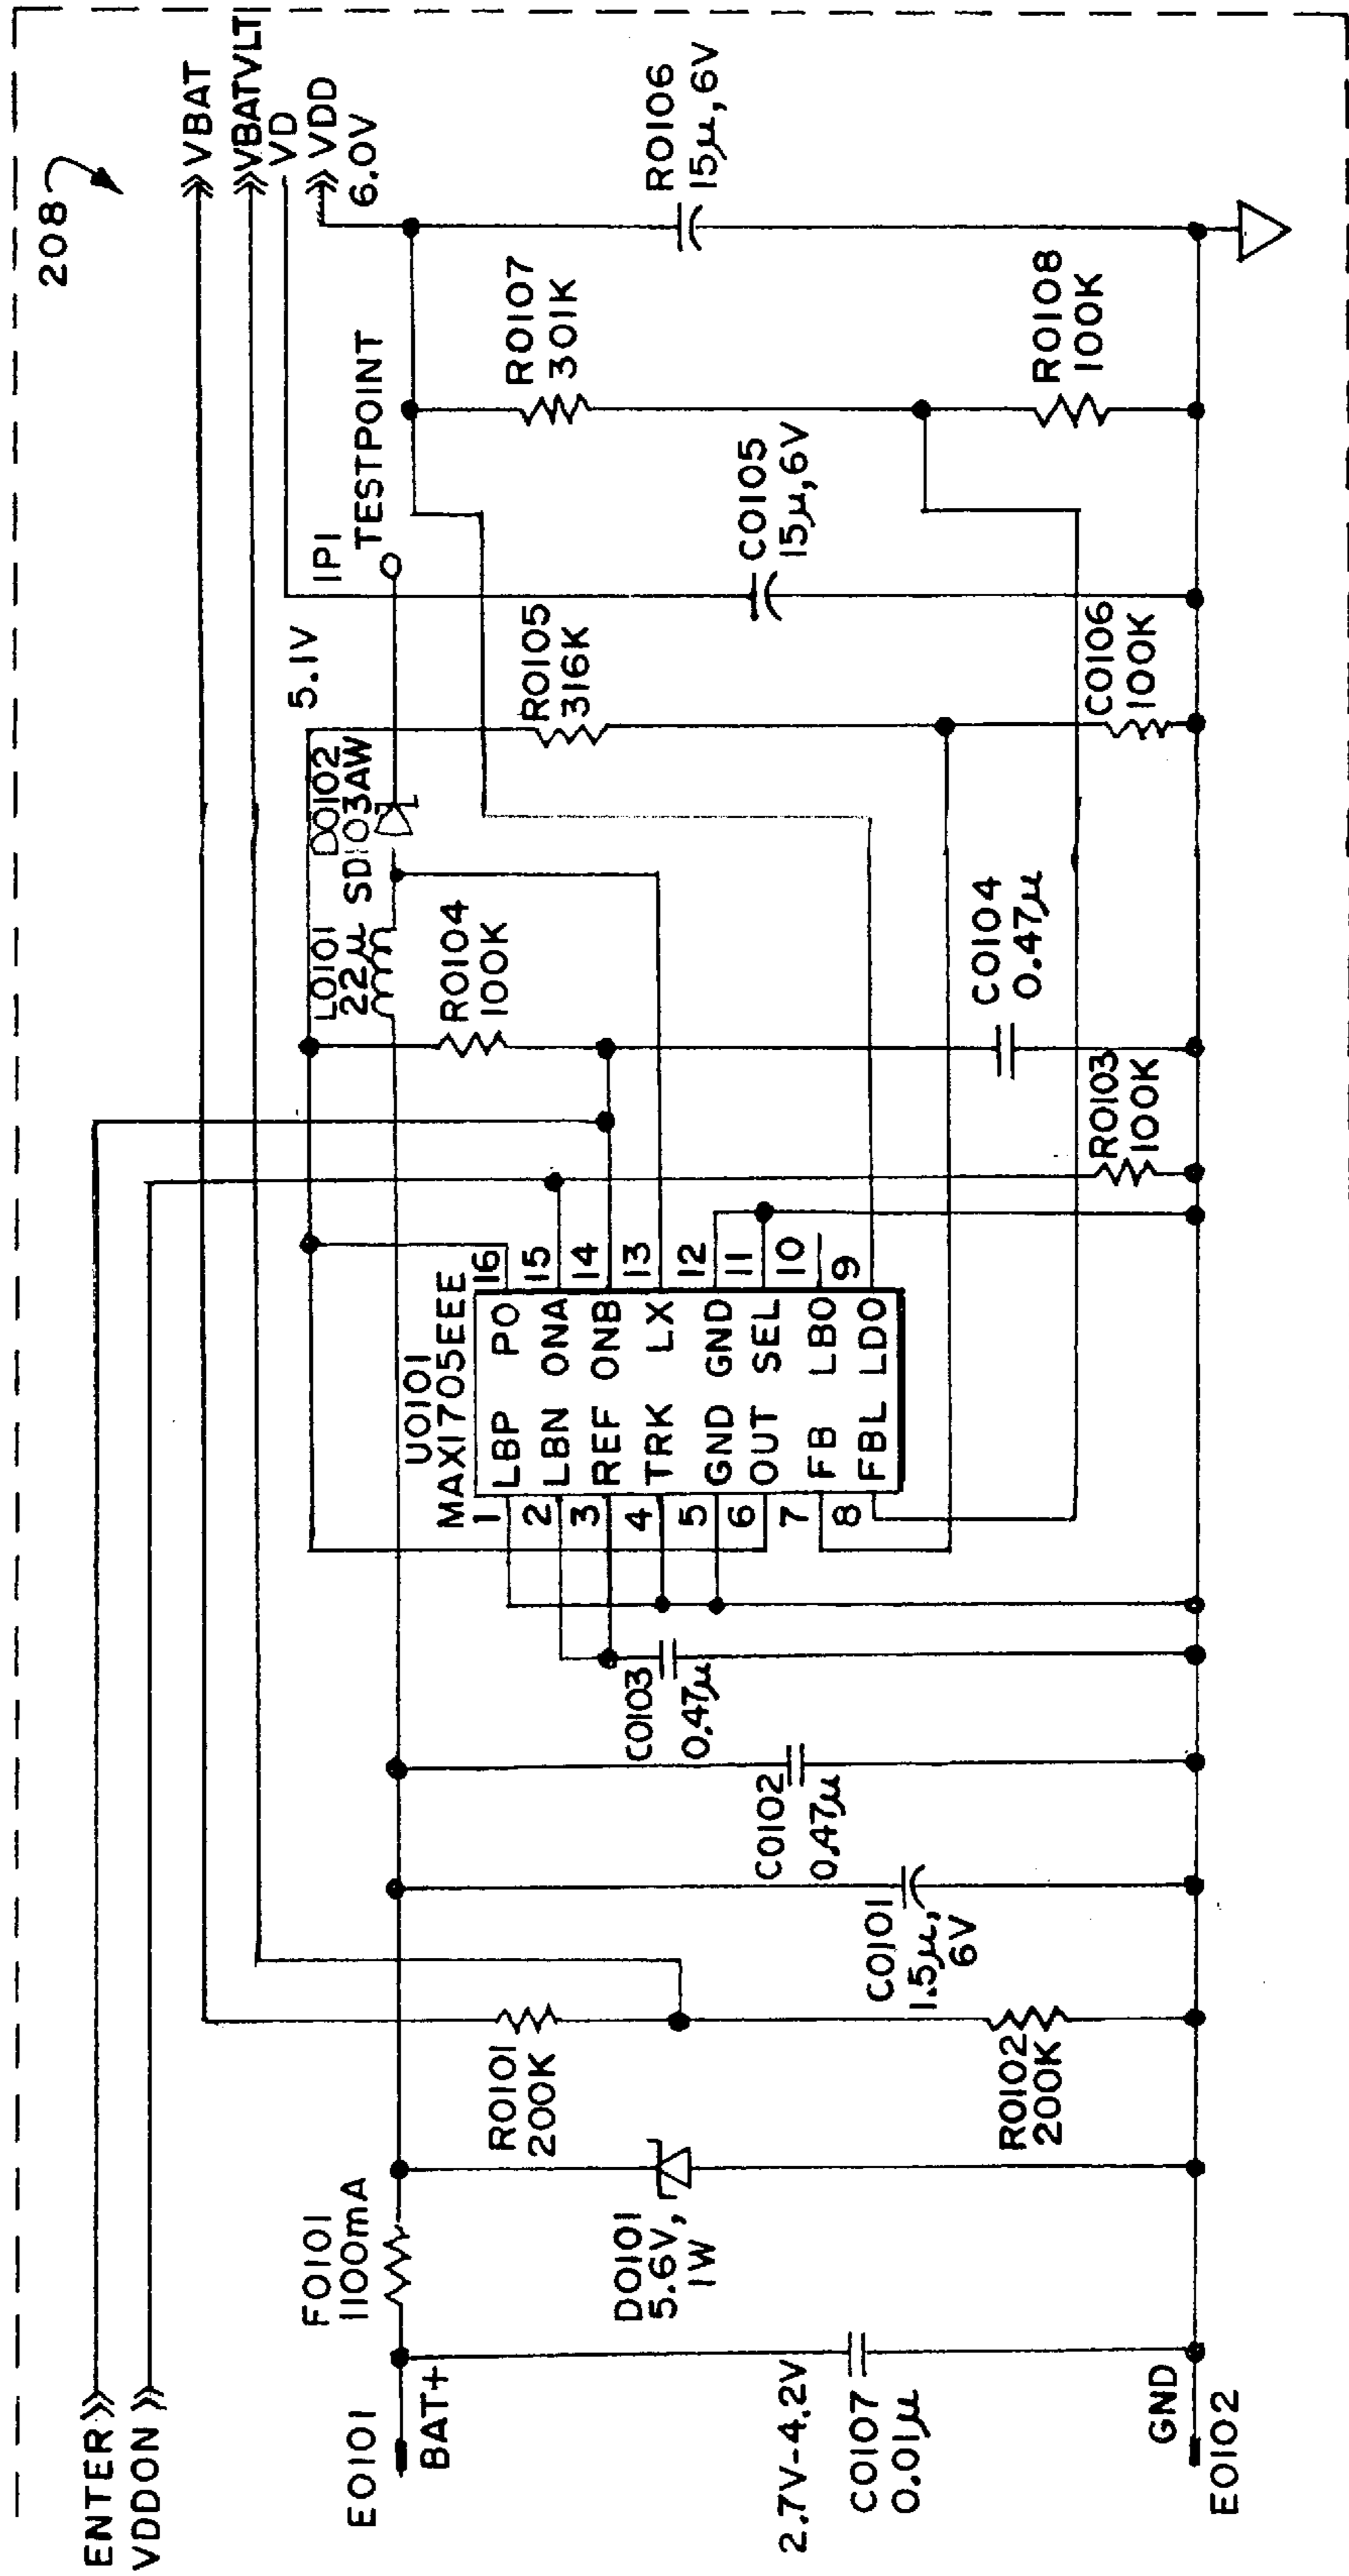 208
ENTER
VDDON
VBAT
VBATVLT
VD
VDD
6.0V
E0101
BAT+
F0101
1100mA
2.7V-4.2V
C0107
0.01µ
GND
E0102
D0101
5.6V,
1W
R0101
200K
R0102
200K
C0101
1.5µ,
6V
C0102
0.47µ
C0103
0.47µ
U0101
MAX1705EEE
1 LBP PO 16
2 LBN ONA 15
3 REF ONB 14
4 TRK LX 13
5 GND GND 12
6 OUT SEL 11
7 FB LBO 10
8 FBL LDO 9
R0103
100K
R0104
100K
C0104
0.47µ
L0101
22µ
D0102
SD103AW
5.1V
1P1
TESTPOINT
R0105
316K
C0106
100K
C0105
15µ,6V
R0107
301K
R0108
100K
R0106
15µ,6V